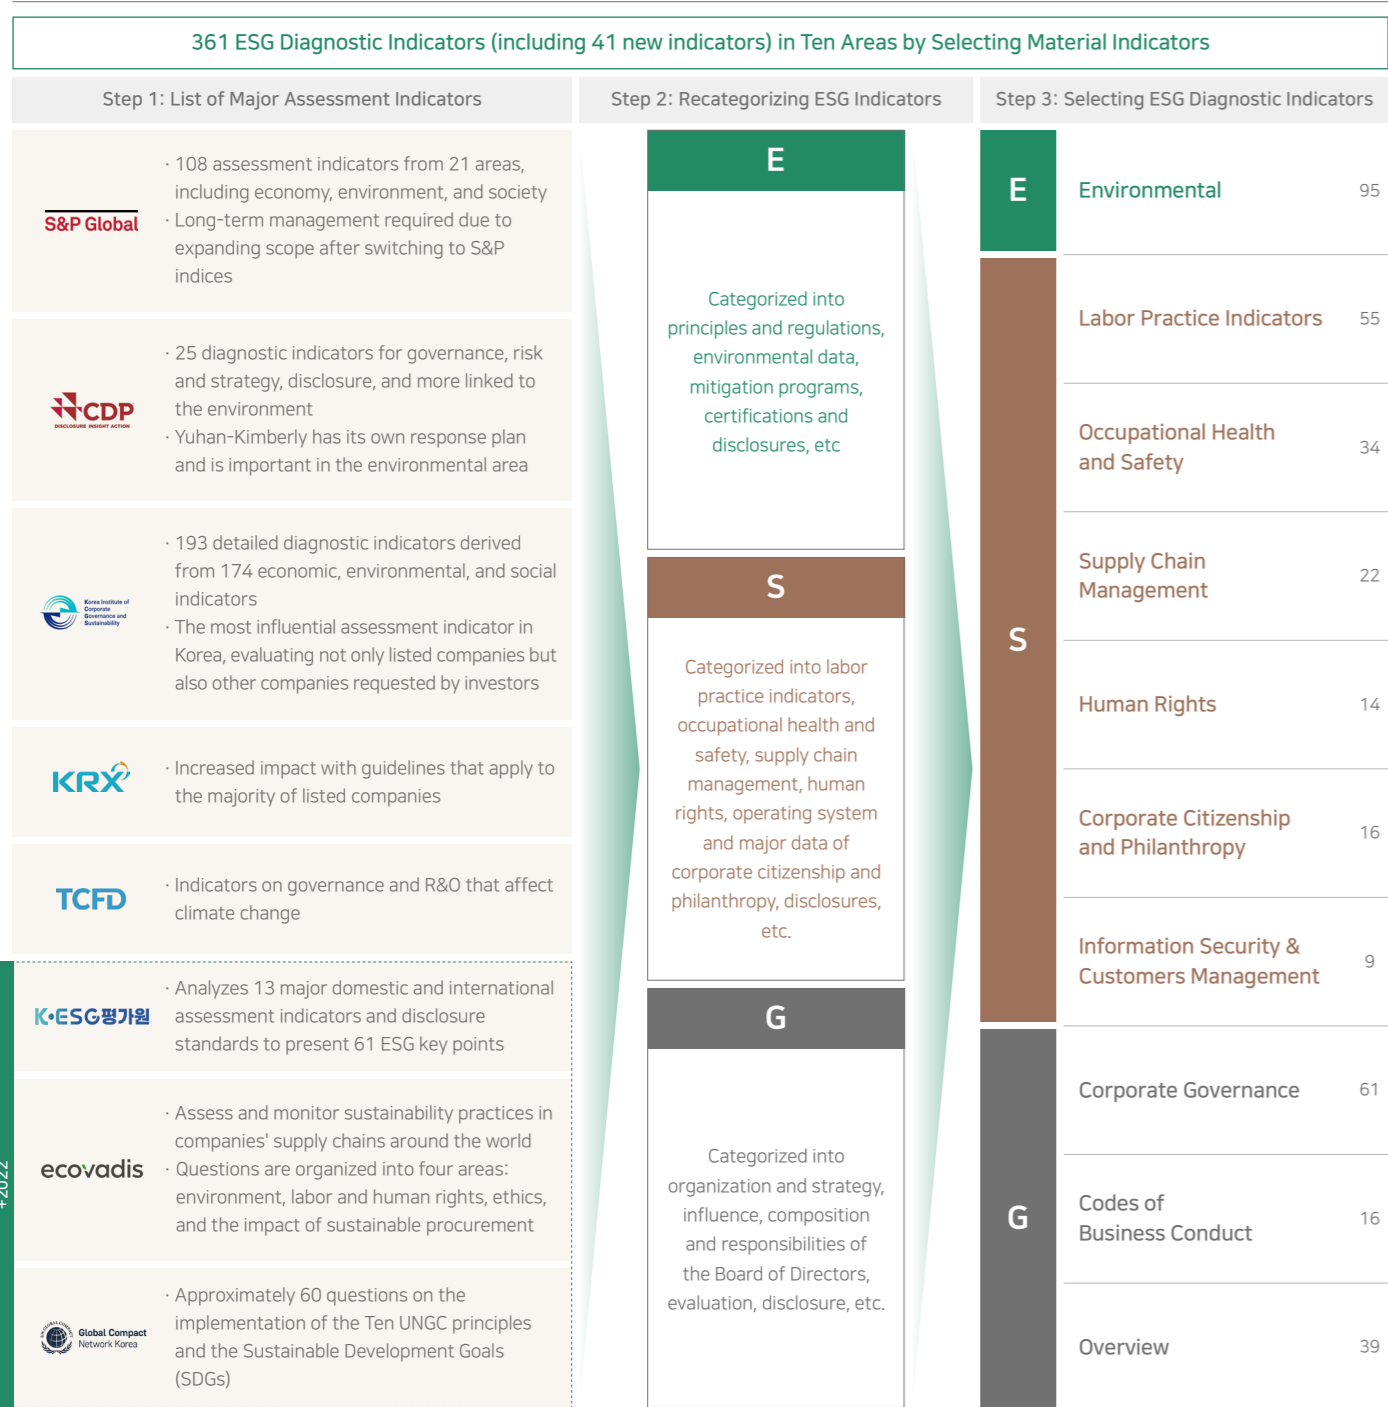 361 ESG Diagnostic Indicators (including 41 new indicators) in Ten Areas by Selecting Material Indicators
Step 1: List of Major Assessment Indicators
S&P Global
· 108 assessment indicators from 21 areas,
including economy, environment, and society
· Long-term management required due to
expanding scope after switching to S&P
indices
CDP
DISCLOSURE INSIGHT ACTION
· 25 diagnostic indicators for governance, risk
and strategy, disclosure, and more linked to
the environment
· Yuhan-Kimberly has its own response plan
and is important in the environmental area
Korea Institute of
Corporate
Governance and
Sustainability
· 193 detailed diagnostic indicators derived
from 174 economic, environmental, and social
indicators
· The most influential assessment indicator in
Korea, evaluating not only listed companies but
also other companies requested by investors
KRX
· Increased impact with guidelines that apply to
the majority of listed companies
TCFD
· Indicators on governance and R&O that affect
climate change
+2022
K•ESG평가원
· Analyzes 13 major domestic and international
assessment indicators and disclosure
standards to present 61 ESG key points
ecovadis
· Assess and monitor sustainability practices in
companies' supply chains around the world
· Questions are organized into four areas:
environment, labor and human rights, ethics,
and the impact of sustainable procurement
Global Compact
Network Korea
· Approximately 60 questions on the
implementation of the Ten UNGC principles
and the Sustainable Development Goals
(SDGs)
Step 2: Recategorizing ESG Indicators
E
Categorized into
principles and regulations,
environmental data,
mitigation programs,
certifications and
disclosures, etc
S
Categorized into labor
practice indicators,
occupational health and
safety, supply chain
management, human
rights, operating system
and major data of
corporate citizenship and
philanthropy, disclosures,
etc.
G
Categorized into
organization and strategy,
influence, composition
and responsibilities of
the Board of Directors,
evaluation, disclosure, etc.
Step 3: Selecting ESG Diagnostic Indicators
E
Environmental 95
S
Labor Practice Indicators 55
Occupational Health
and Safety 34
Supply Chain
Management 22
Human Rights 14
Corporate Citizenship
and Philanthropy 16
Information Security &
Customers Management 9
G
Corporate Governance 61
Codes of
Business Conduct 16
Overview 39